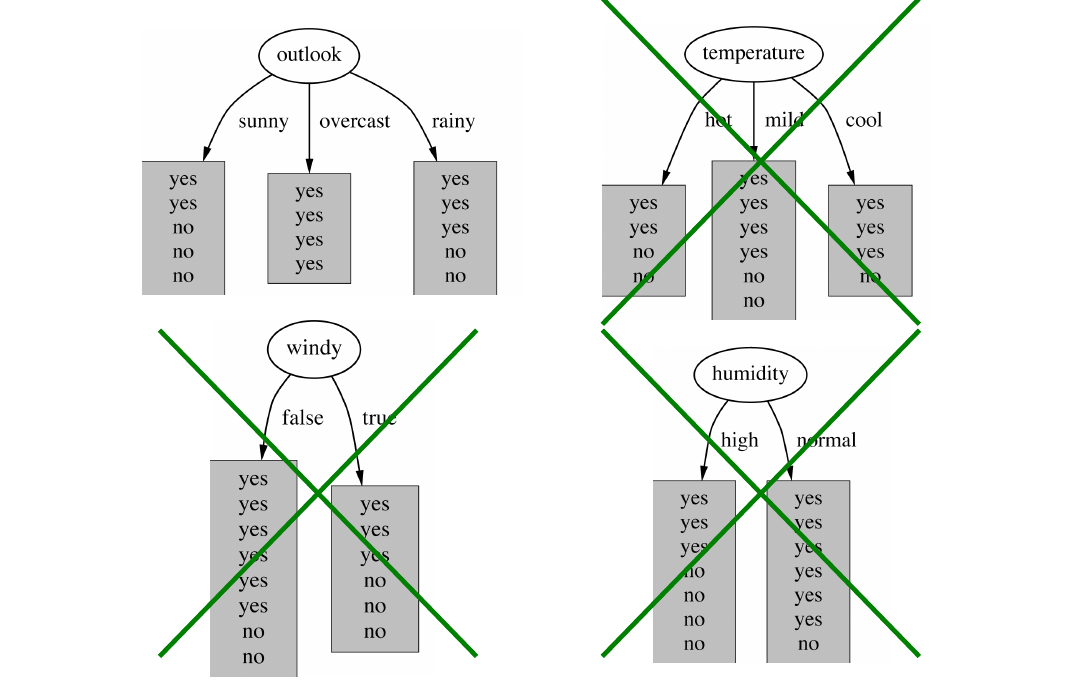 outlook
sunny
overcast
rainy
yes
yes
no
no
no
yes
yes
yes
yes
yes
yes
yes
no
no
temperature
hot
mild
cool
yes
yes
no
no
yes
yes
yes
yes
no
no
yes
yes
yes
no
windy
false
true
yes
yes
yes
yes
yes
yes
no
no
yes
yes
yes
no
no
no
humidity
high
normal
yes
yes
yes
no
no
no
no
yes
yes
yes
yes
yes
yes
no